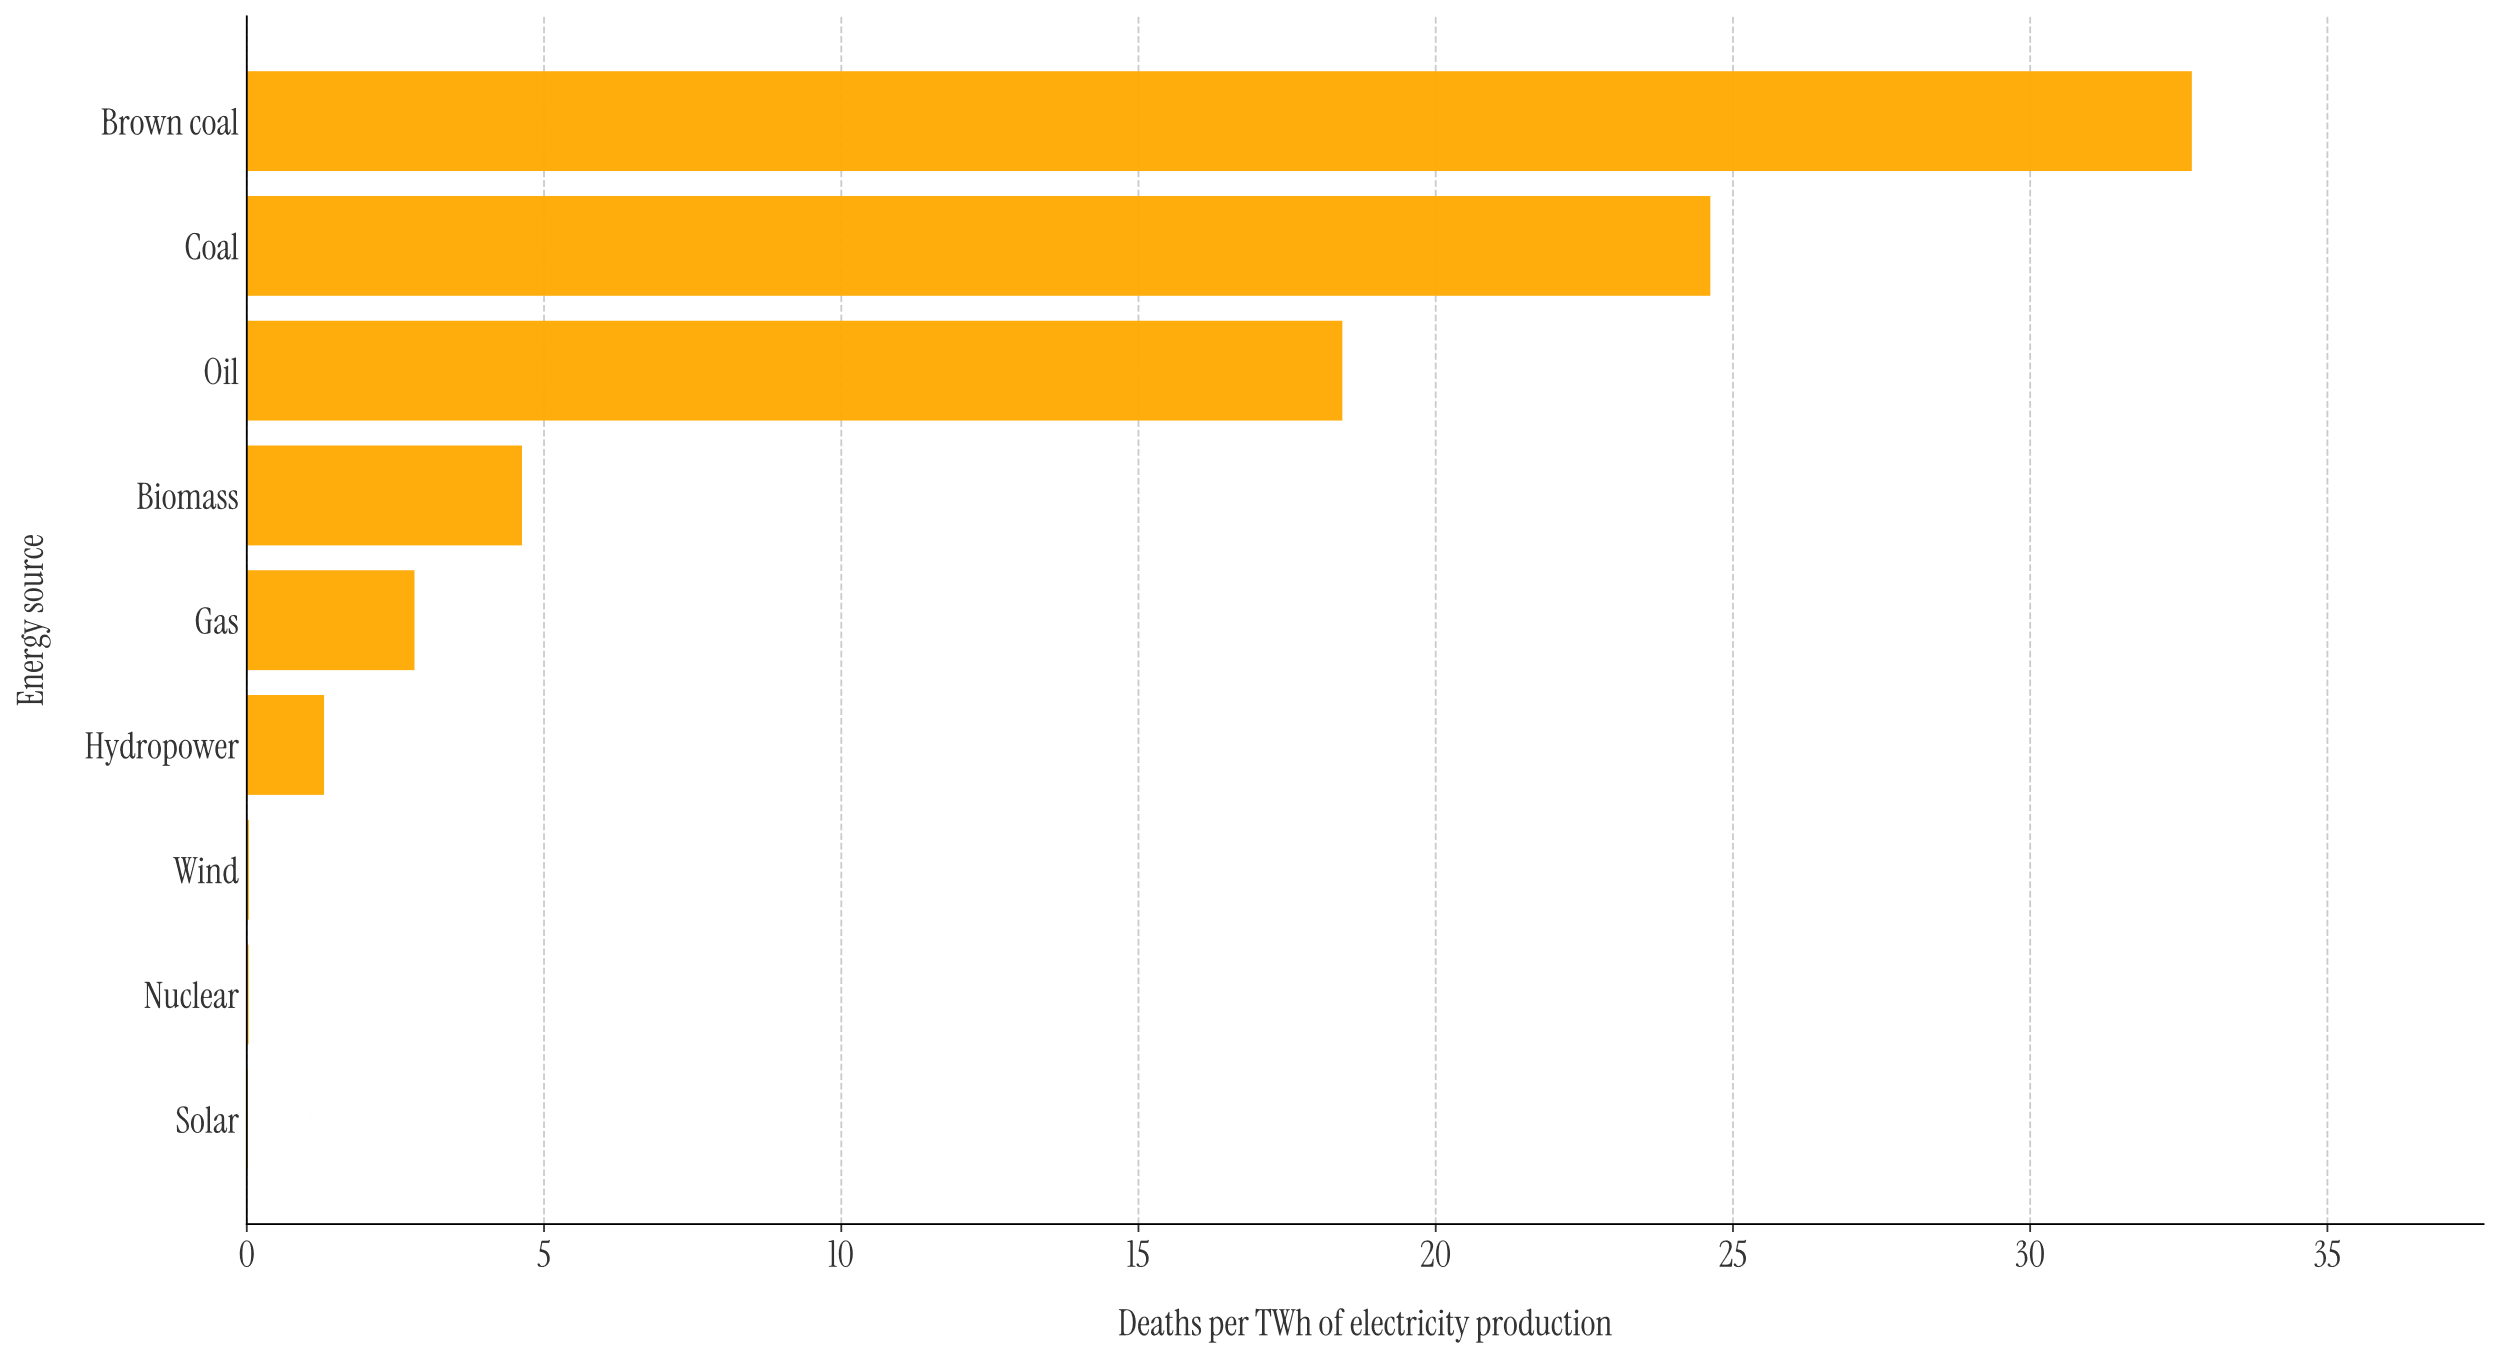 Energy source
Brown coal
Coal
Oil
Biomass
Gas
Hydropower
Wind
Nuclear
Solar
0 5 10 15 20 25 30 35
Deaths per TWh of electricity production